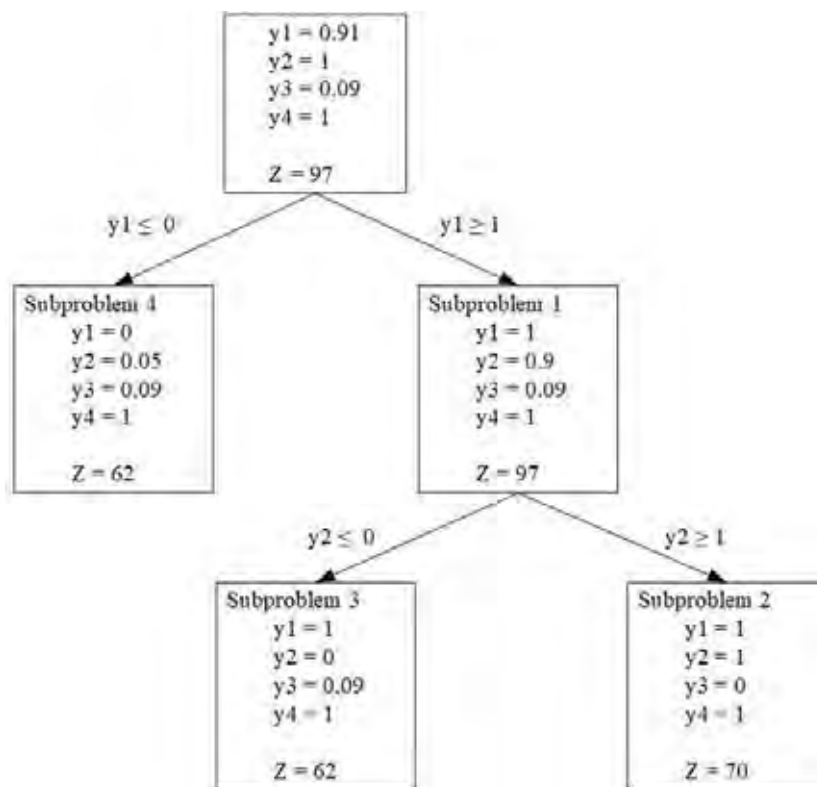 y1 = 0.91
y2 = 1
y3 = 0.09
y4 = 1
Z = 97
y1 ≤ 0
y1 ≥ 1
Subproblem 4
y1 = 0
y2 = 0.05
y3 = 0.09
y4 = 1
Z = 62
Subproblem 1
y1 = 1
y2 = 0.9
y3 = 0.09
y4 = 1
Z = 97
y2 ≤ 0
y2 ≥ 1
Subproblem 3
y1 = 1
y2 = 0
y3 = 0.09
y4 = 1
Z = 62
Subproblem 2
y1 = 1
y2 = 1
y3 = 0
y4 = 1
Z = 70